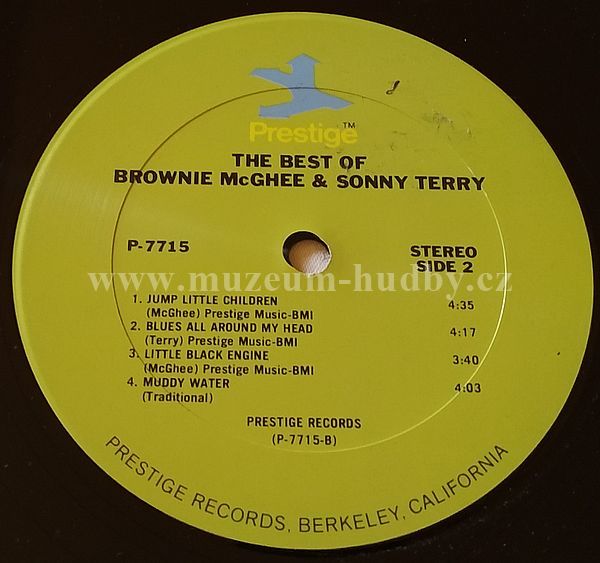 Prestige™
THE BEST OF
BROWNIE McGHEE & SONNY TERRY
P-7715
STEREO
SIDE 2
www.muzeum-hudby.cz
1. JUMP LITTLE CHILDREN 4:35
(McGhee) Prestige Music-BMI
2. BLUES ALL AROUND MY HEAD 4:17
(Terry) Prestige Music-BMI
3. LITTLE BLACK ENGINE 3:40
(McGhee) Prestige Music-BMI
4. MUDDY WATER 4:03
(Traditional)
PRESTIGE RECORDS
(P-7715-B)
PRESTIGE RECORDS, BERKELEY, CALIFORNIA